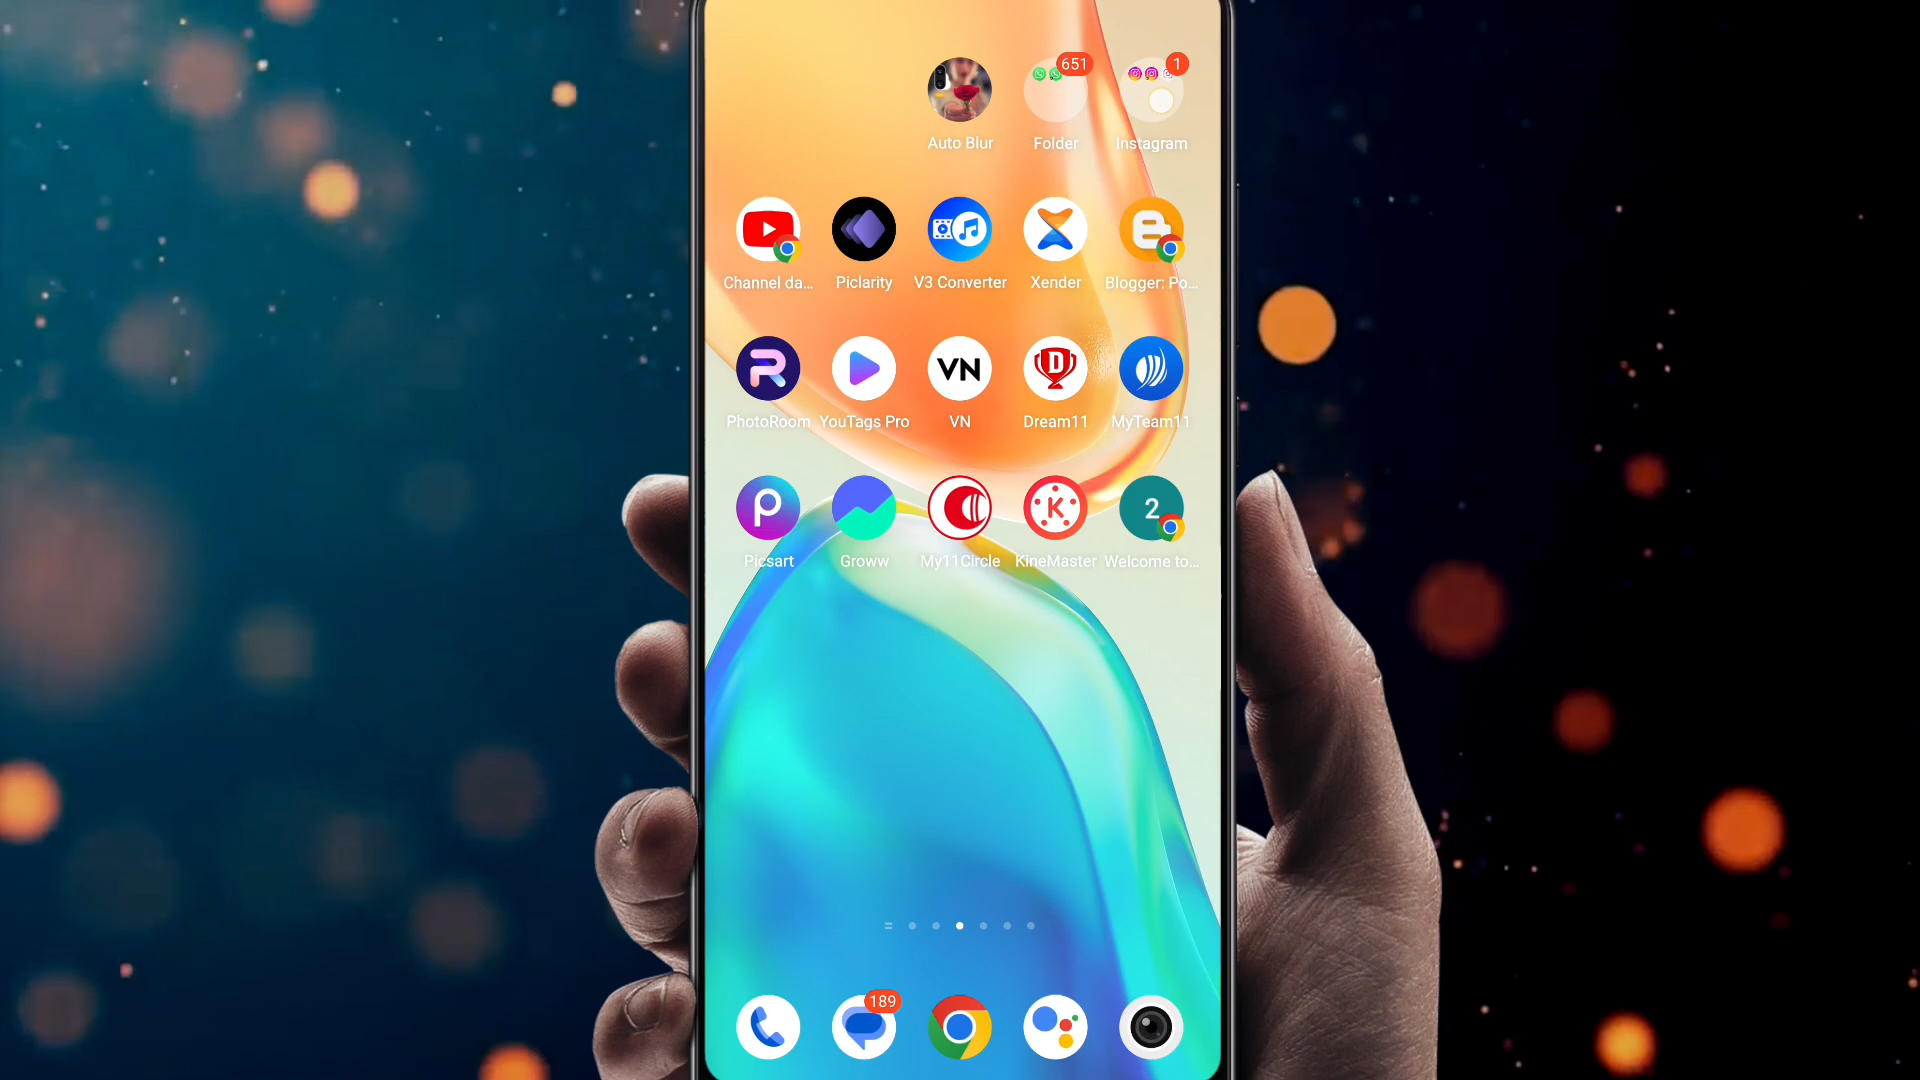 651
1
Auto Blur
Folder
Instagram
Channel da...
Piclarity
V3 Converter
Xender
Blogger: Po...
VN
D
PhotoRoom
YouTags Pro
VN
Dream11
MyTeam11
K
2
Picsart
Groww
My11Circle
KineMaster
Welcome to...
189